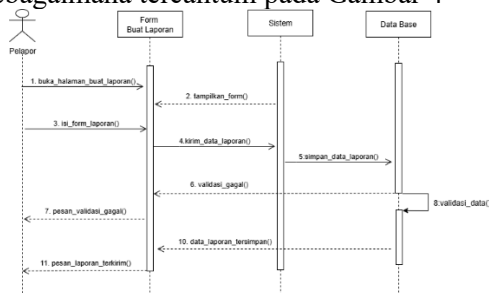 sebagaimana tercantum pada Gambar 4
Form
Buat Laporan
Sistem
Data Base
Pelapor
1. buka_halaman_buat_laporan()
2. tampilkan_form()
3. isi_form_laporan()
4.kirim_data_laporan()
5:simpan_data_laporan()
6. validasi_gagal()
7. pesan_validasi_gagal()
8:validasi_data(
10. data_laporan_tersimpan()
11. pesan_laporan_terkirim()